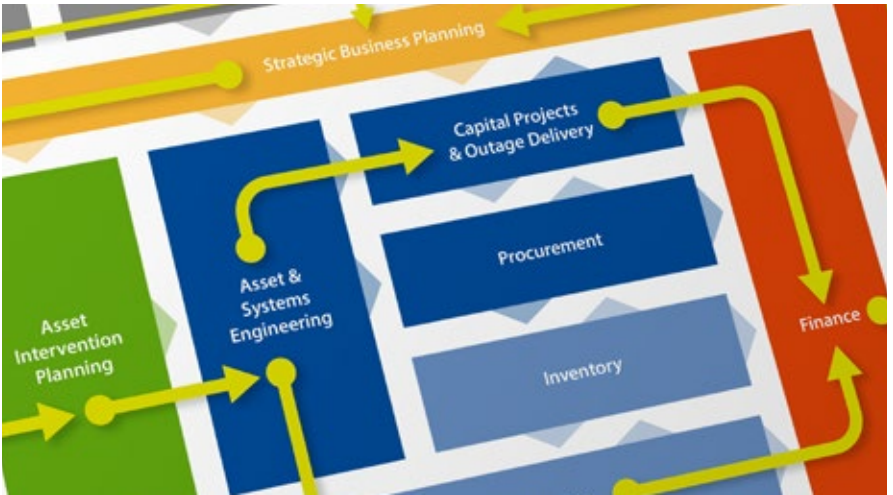 Strategic Business Planning
Capital Projects
& Outage Delivery
Procurement
Asset &
Systems
Engineering
Asset
Intervention
Planning
Finance
Inventory